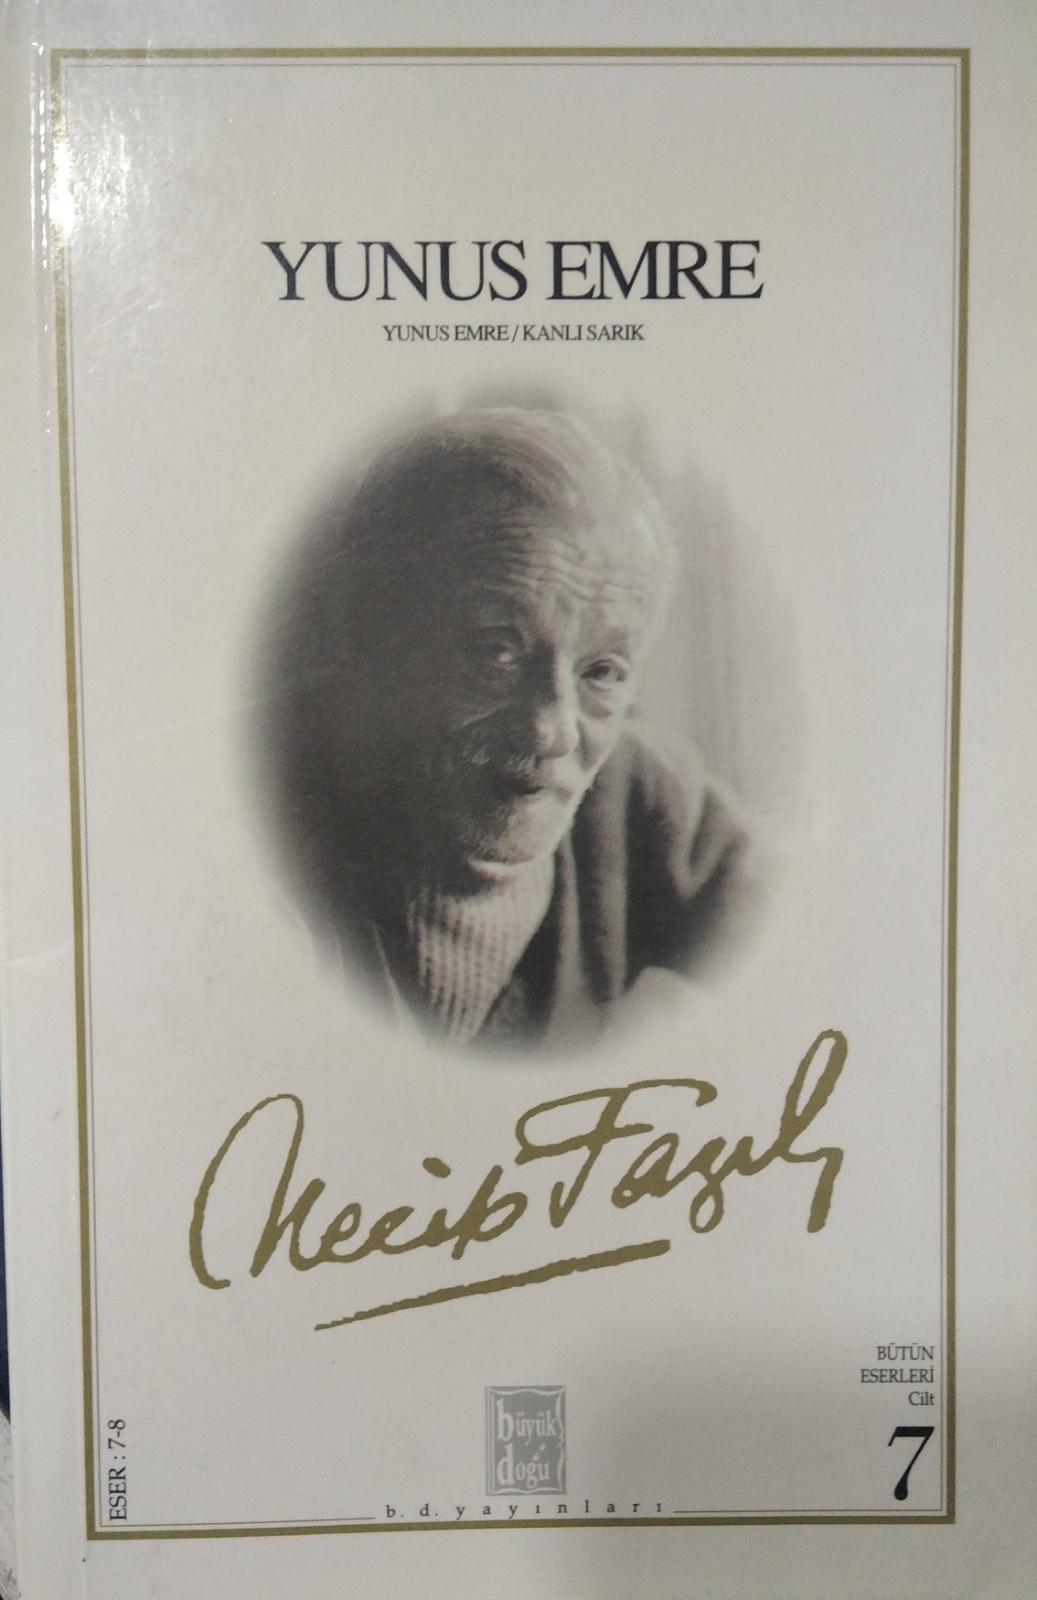 YUNUS EMRE
YUNUS EMRE / KANLI SARIK
Necip Fazıl
BÜTÜN
ESERLERİ
Cilt
7
ESER : 7-8
büyük
doğu
b. d. yayınları